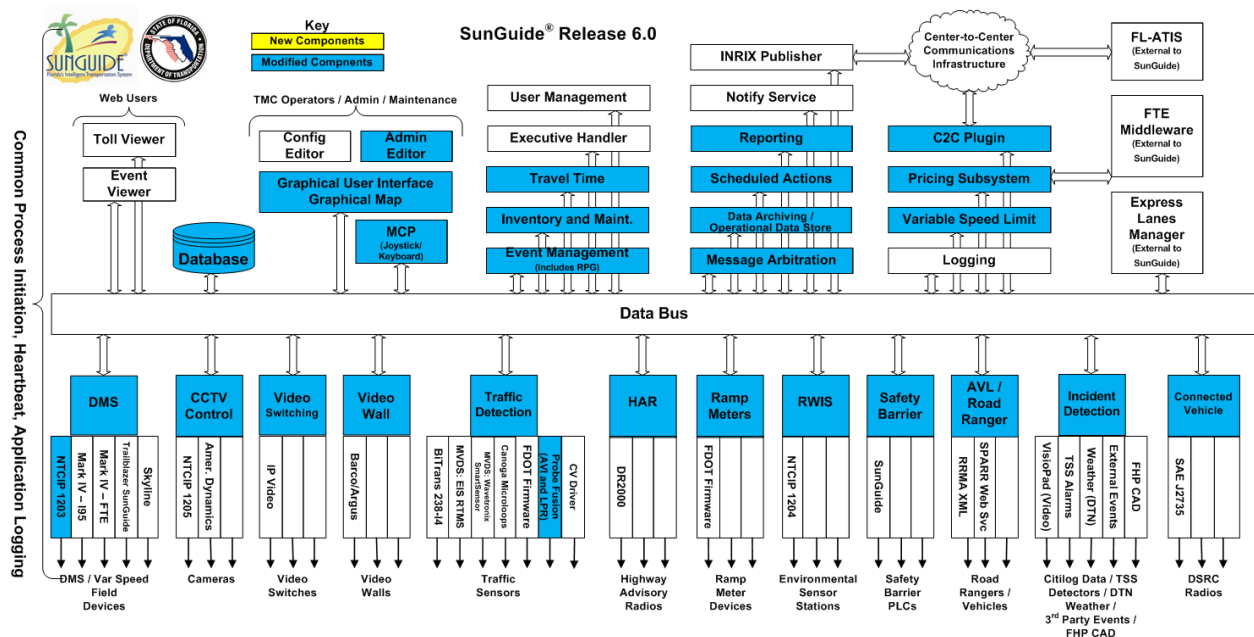 SUNGUIDE
Florida's Intelligent Transportation System
STATE OF FLORIDA
DEPARTMENT OF TRANSPORTATION
Key
New Components
Modified Compnents
SunGuide® Release 6.0
Center-to-Center
Communications
Infrastructure
FL-ATIS
(External to
SunGuide)
INRIX Publisher
Web Users
TMC Operators / Admin / Maintenance
User Management
Notify Service
Toll Viewer
Config
Editor
Admin
Editor
Executive Handler
Reporting
C2C Plugin
FTE
Middleware
(External to
SunGuide)
Event
Viewer
Graphical User Interface
Graphical Map
Travel Time
Scheduled Actions
Pricing Subsystem
Database
MCP
(Joystick/
Keyboard)
Inventory and Maint.
Data Archiving /
Operational Data Store
Variable Speed Limit
Express
Lanes
Manager
(External to
SunGuide)
Event Management
(includes RPG)
Message Arbitration
Logging
Common Process Initiation, Heartbeat, Application Logging
Data Bus
DMS
CCTV
Control
Video
Switching
Video
Wall
Traffic
Detection
HAR
Ramp
Meters
RWIS
Safety
Barrier
AVL /
Road
Ranger
Incident
Detection
Connected
Vehicle
NTCIP 1203
Mark IV – I95
Mark IV – FTE
Trailblazer SunGuide
Skyline
NTCIP 1205
Amer. Dynamics
IP Video
Barco/Argus
BiTrans 238-I4
MVDS: EIS RTMS
MVDS: Wavetronix
SmartSensor
Canoga Microloops
FDOT Firmware
Probe Fusion
(AVI and LPR)
CV Driver
DR2000
FDOT Firmware
NTCIP 1204
SunGuide
RRMA XML
SPARR Web Svc
VisioPad (Video)
TSS Alarms
Weather (DTN)
External Events
FHP CAD
SAE J2735
DMS / Var Speed
Field
Devices
Cameras
Video
Switches
Video
Walls
Traffic
Sensors
Highway
Advisory
Radios
Ramp
Meter
Devices
Environmental
Sensor
Stations
Safety
Barrier
PLCs
Road
Rangers /
Vehicles
Citilog Data / TSS
Detectors / DTN
Weather /
3rd Party Events /
FHP CAD
DSRC
Radios